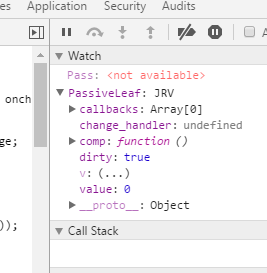 es Application Security Audits
Watch
Pass: <not available>
PassiveLeaf: JRV
onch
callbacks: Array[0]
change_handler: undefined
ge;
comp: function ()
dirty: true
v: (...)
value: 0
__proto__: Object
));
Call Stack